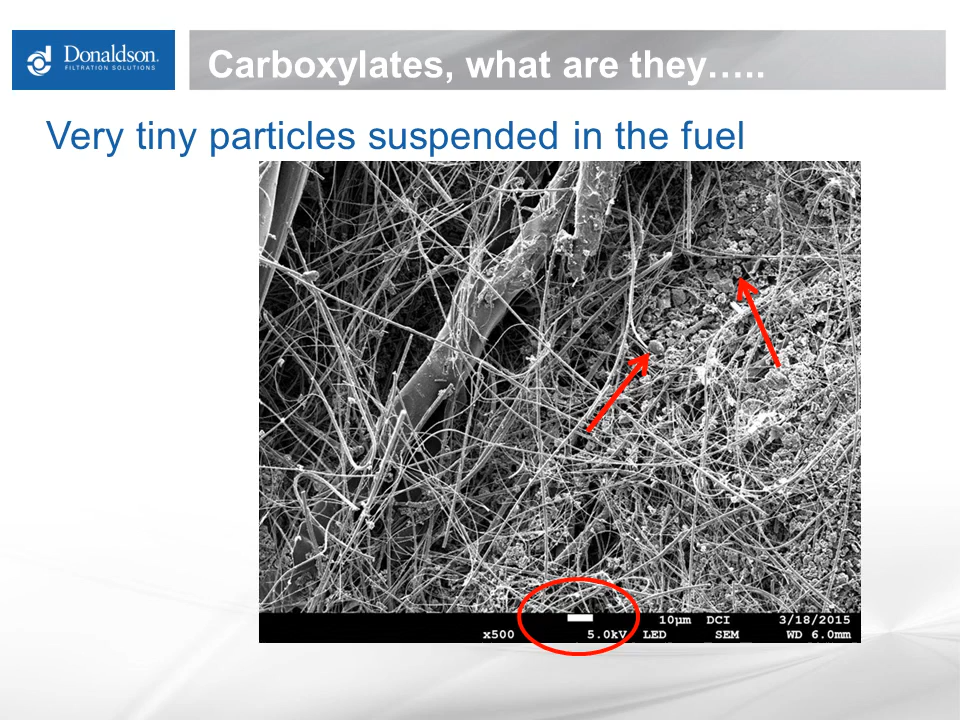 Donaldson.
FILTRATION SOLUTIONS
Carboxylates, what are they…..
Very tiny particles suspended in the fuel
10µm DCI 3/18/2015
x500 5.0kV LED SEM WD 6.0mm